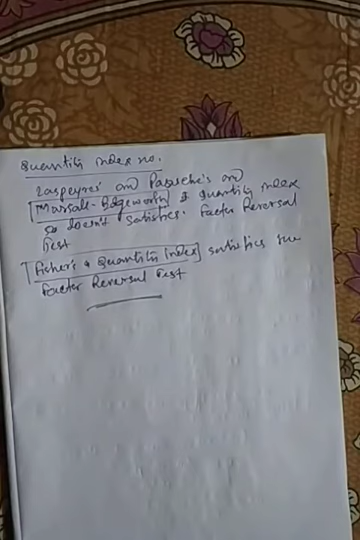 Quantity index no.
Laspeyres' and Paasche's and
[Marsall-Edgeworth] quantity index
so doesn't satisfies. Factor Reversal
Test
[Fisher's Quantity Index] satisfies the
Factor Reversal Test